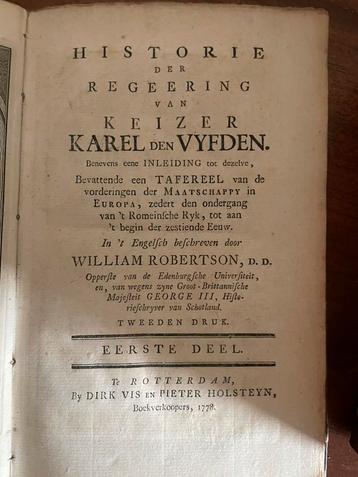 HISTORIE
DER
REGEERING
VAN
KEIZER
KAREL DEN VYFDEN.
Benevens eene INLEIDING tot dezelve,
Bevattende een TAFEREEL van de
vorderingen der MAATSCHAPPY in
EUROPA, zedert den ondergang
van 't Romeinſche Ryk, tot aan
't begin der zestiende Eeuw.
In 't Engelſch beſchreven door
WILLIAM ROBERTSON, D. D.
Opperſte van de Edenburgſche Univerſiteit,
en, van wegens zyne Groot-Brittannische
Majeſteit GEORGE III, Hiſto-
rieſchryver van Schotland.
TWEEDEN DRUK.
EERSTE DEEL.
Te ROTTERDAM,
By DIRK VIS EN PIETER HOLSTEYN,
Boekverkoopers, 1778.